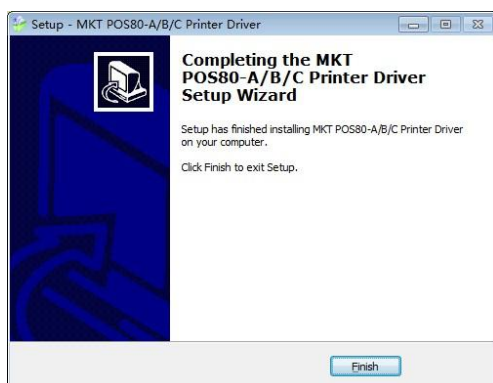 Setup - MKT POS80-A/B/C Printer Driver
Completing the MKT
POS80-A/B/C Printer Driver
Setup Wizard
Setup has finished installing MKT POS80-A/B/C Printer Driver
on your computer.
Click Finish to exit Setup.
Finish